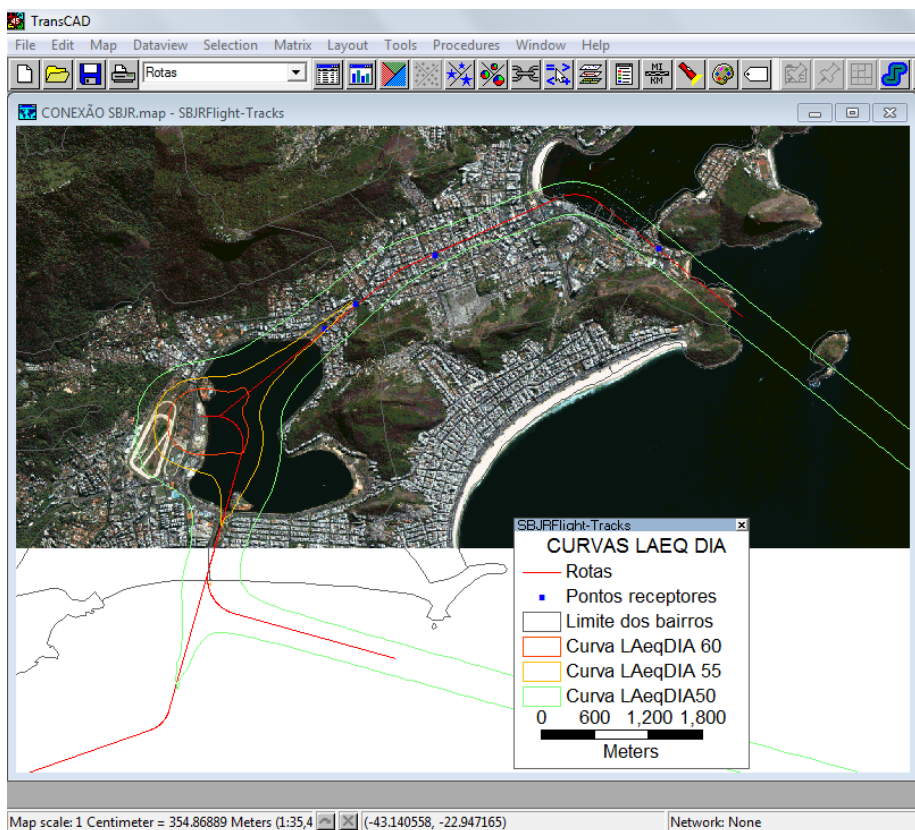 TransCAD
File Edit Map Dataview Selection Matrix Layout Tools Procedures Window Help
Rotas
MI
KM
CONEXÃO SBJR.map - SBJRFlight-Tracks
SBJRFlight-Tracks
CURVAS LAEQ DIA
Rotas
Pontos receptores
Limite dos bairros
Curva LAeqDIA 60
Curva LAeqDIA 55
Curva LAeqDIA50
0 600 1,200 1,800
Meters
Map scale: 1 Centimeter = 354.86889 Meters (1:35,4
(-43.140558, -22.947165)
Network: None